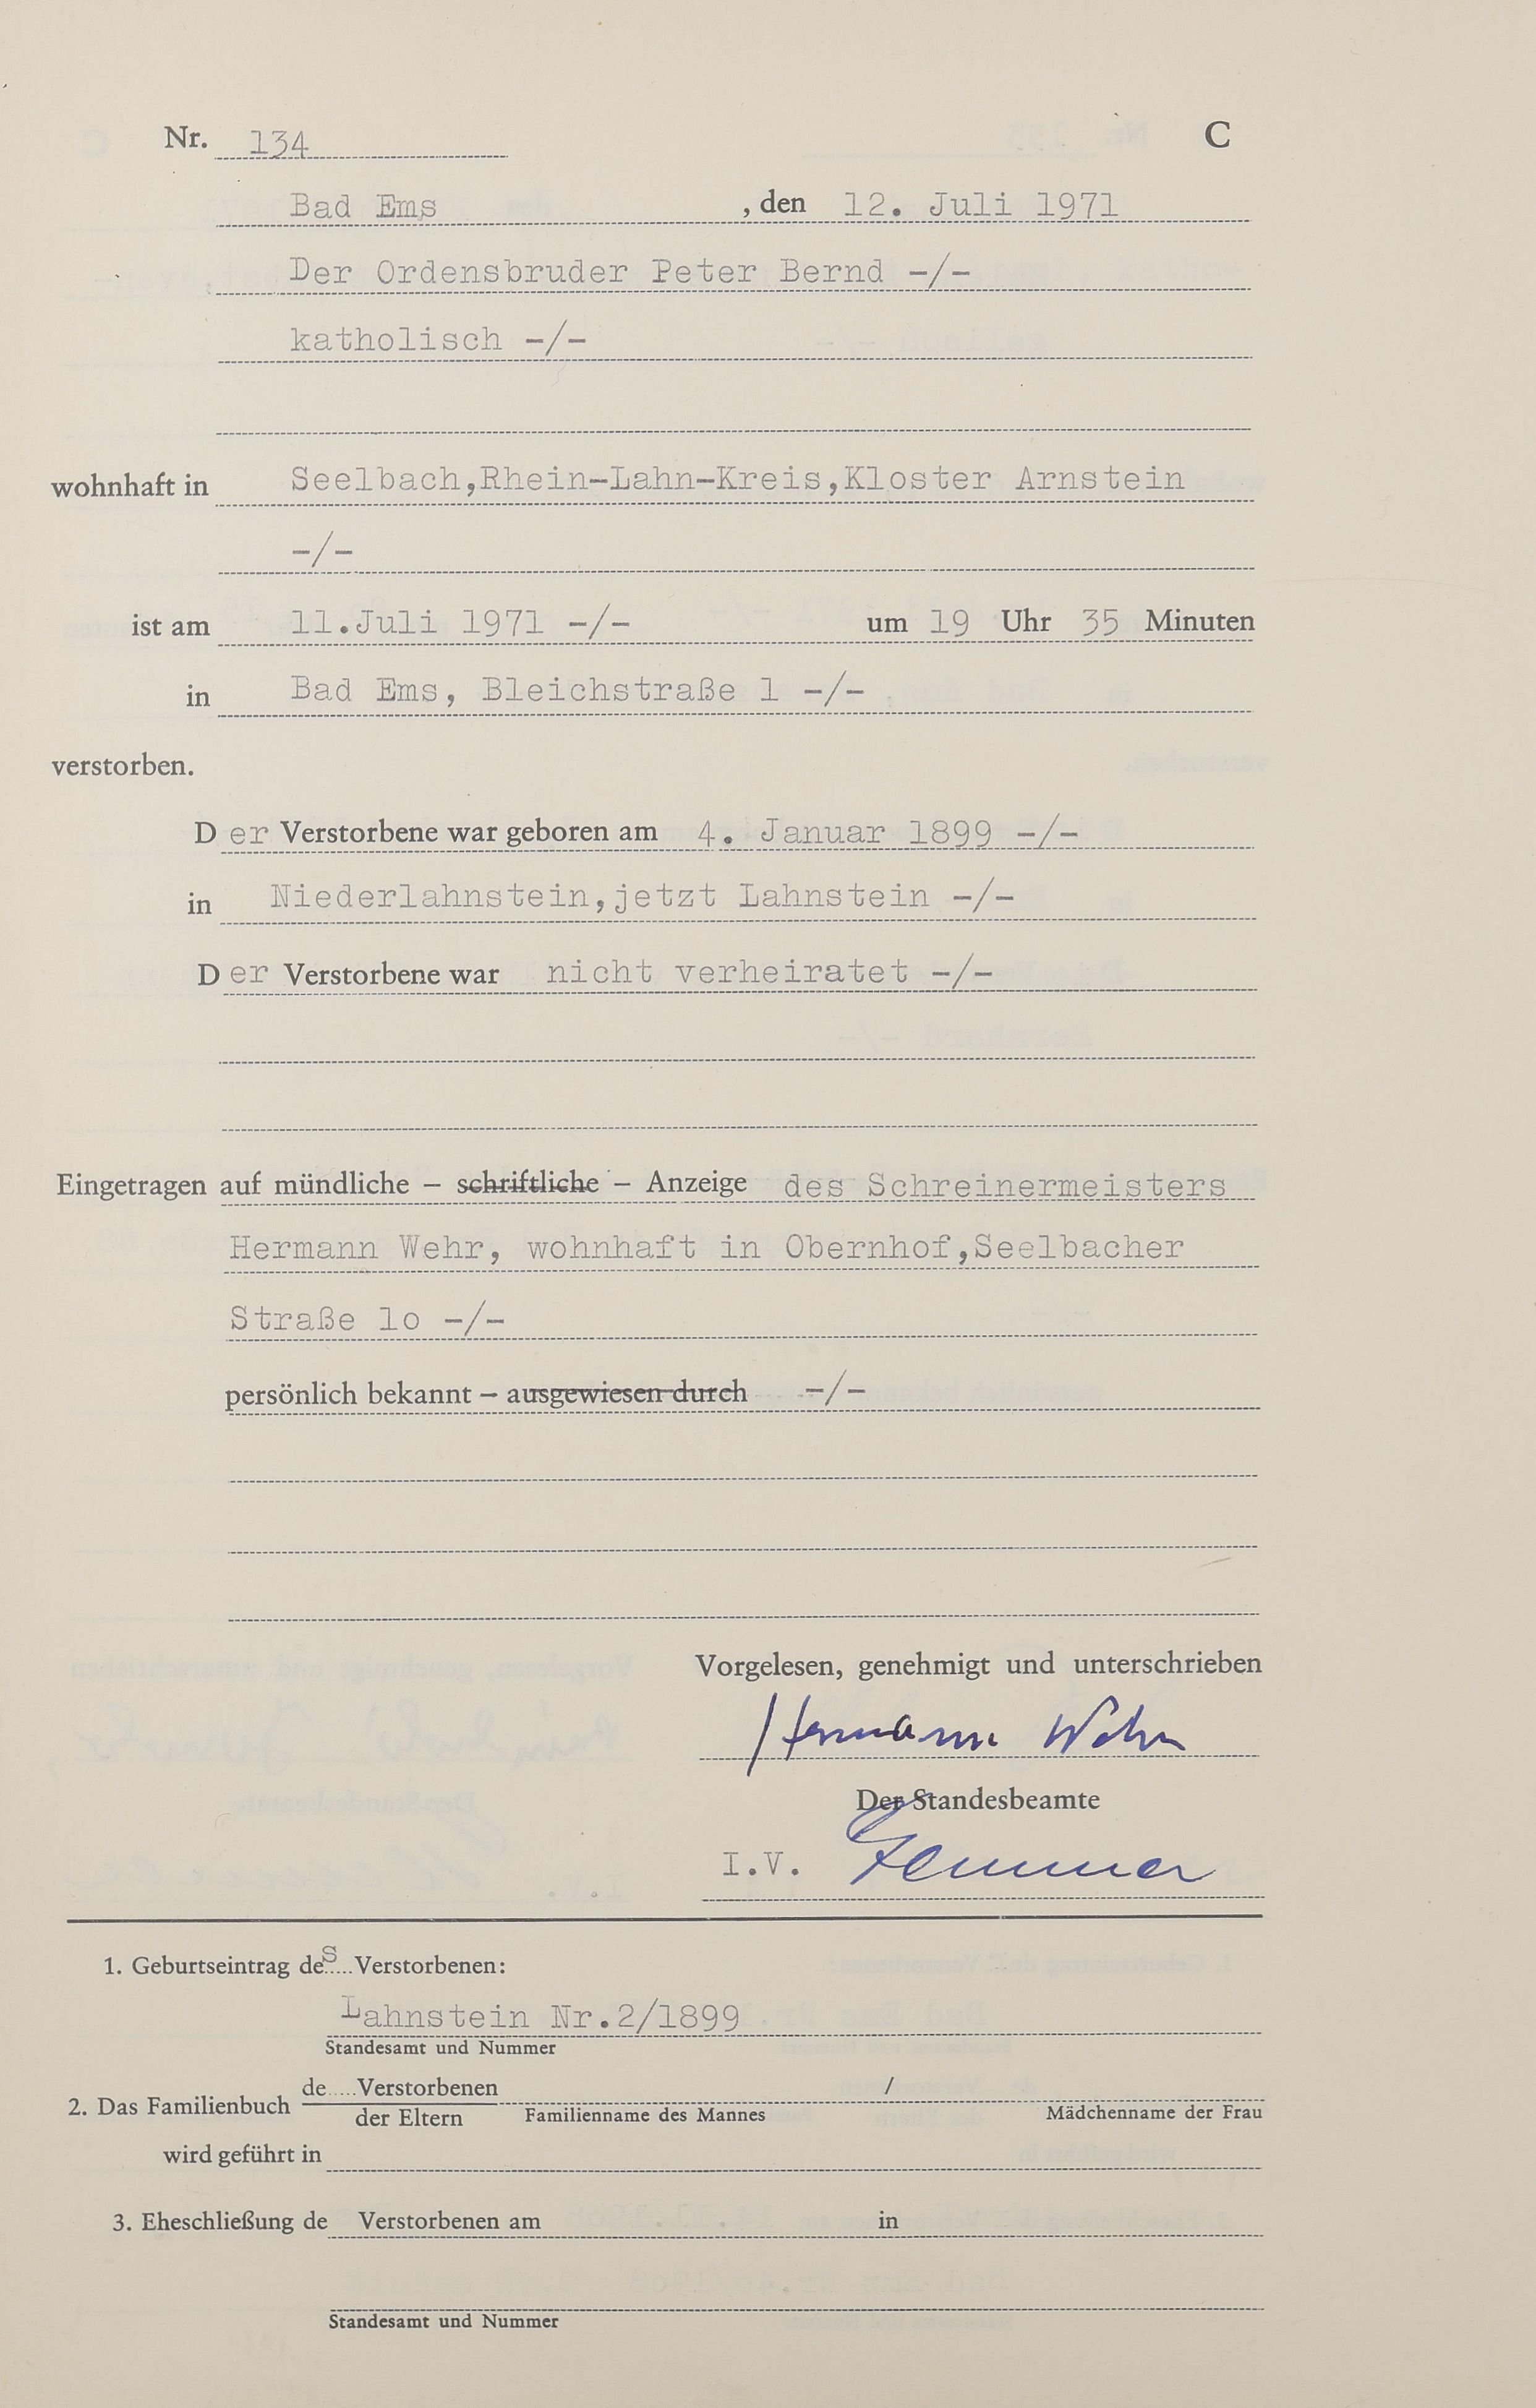 Nr. 134 C
Bad Ems , den 12. Juli 1971
Der Ordensbruder Peter Bernd -/-
katholisch -/-
wohnhaft in Seelbach,Rhein-Lahn-Kreis,Kloster Arnstein
-/-
ist am 11.Juli 1971 -/- um 19 Uhr 35 Minuten
in Bad Ems, Bleichstraße 1 -/-
verstorben.
Der Verstorbene war geboren am 4. Januar 1899 -/-
in Niederlahnstein,jetzt Lahnstein -/-
Der Verstorbene war nicht verheiratet -/-
Eingetragen auf mündliche – schriftliche – Anzeige des Schreinermeisters
Hermann Wehr, wohnhaft in Obernhof,Seelbacher
Straße lo -/-
persönlich bekannt – ausgewiesen durch -/-
Vorgelesen, genehmigt und unterschrieben
Hermann Wehr
Der Standesbeamte
I.V.
1. Geburtseintrag des Verstorbenen:
Lahnstein Nr.2/1899
Standesamt und Nummer
2. Das Familienbuch de.....Verstorbenen /
der Eltern Familienname des Mannes Mädchenname der Frau
wird geführt in
3. Eheschließung de Verstorbenen am in
Standesamt und Nummer